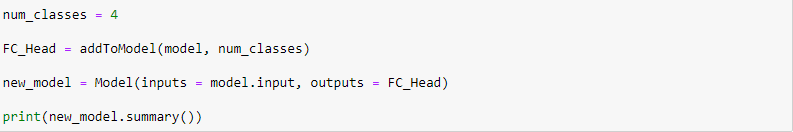 num_classes = 4
FC_Head = addToModel(model, num_classes)
new_model = Model(inputs = model.input, outputs = FC_Head)
print(new_model.summary())